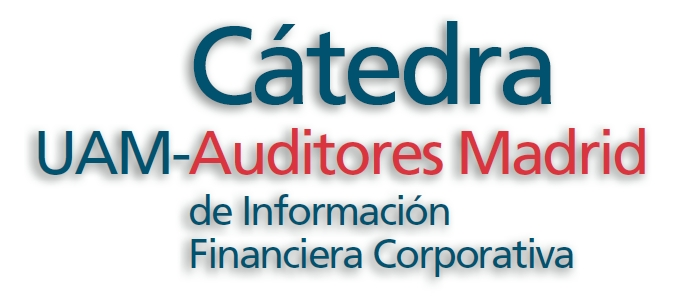 Cátedra
UAM-Auditores Madrid
de Información
Financiera Corporativa